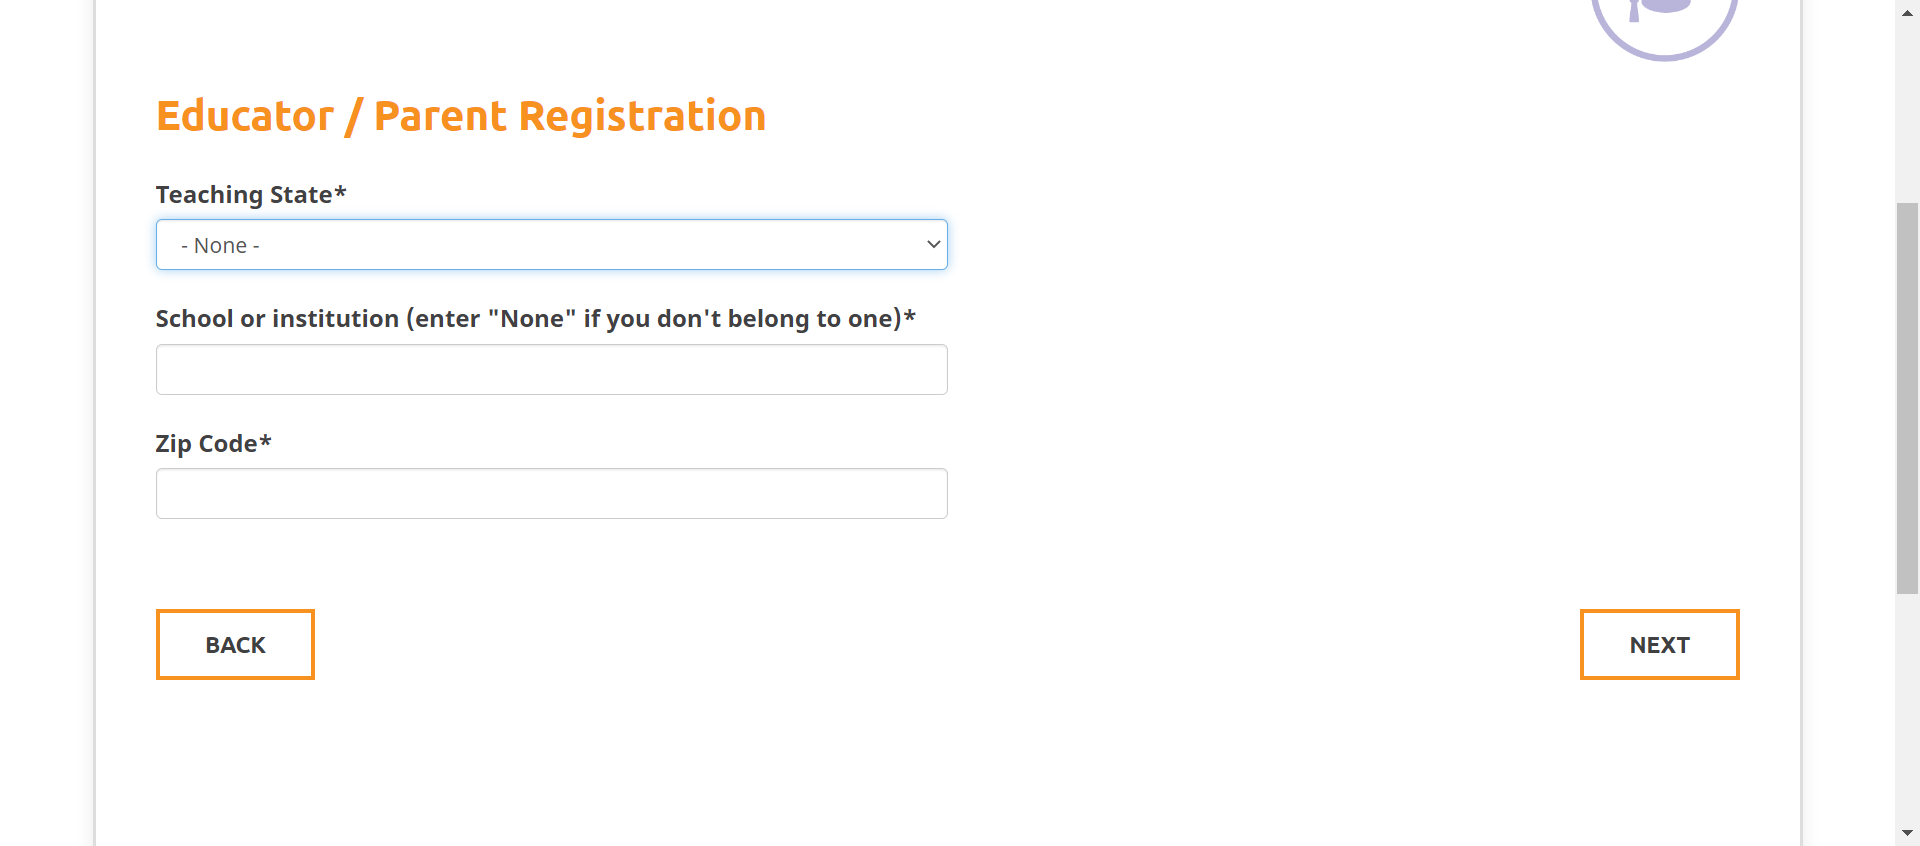 Educator / Parent Registration
Teaching State*
- None -
School or institution (enter "None" if you don't belong to one)*
Zip Code*
BACK
NEXT